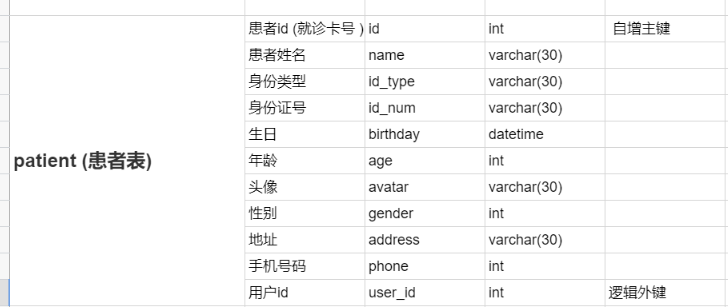 患者id (就诊卡号) id int 自增主键
患者姓名 name varchar(30)
身份类型 id_type varchar(30)
身份证号 id_num varchar(30)
生日 birthday datetime
patient (患者表) 年龄 age int
头像 avatar varchar(30)
性别 gender int
地址 address varchar(30)
手机号码 phone int
用户id user_id int 逻辑外键